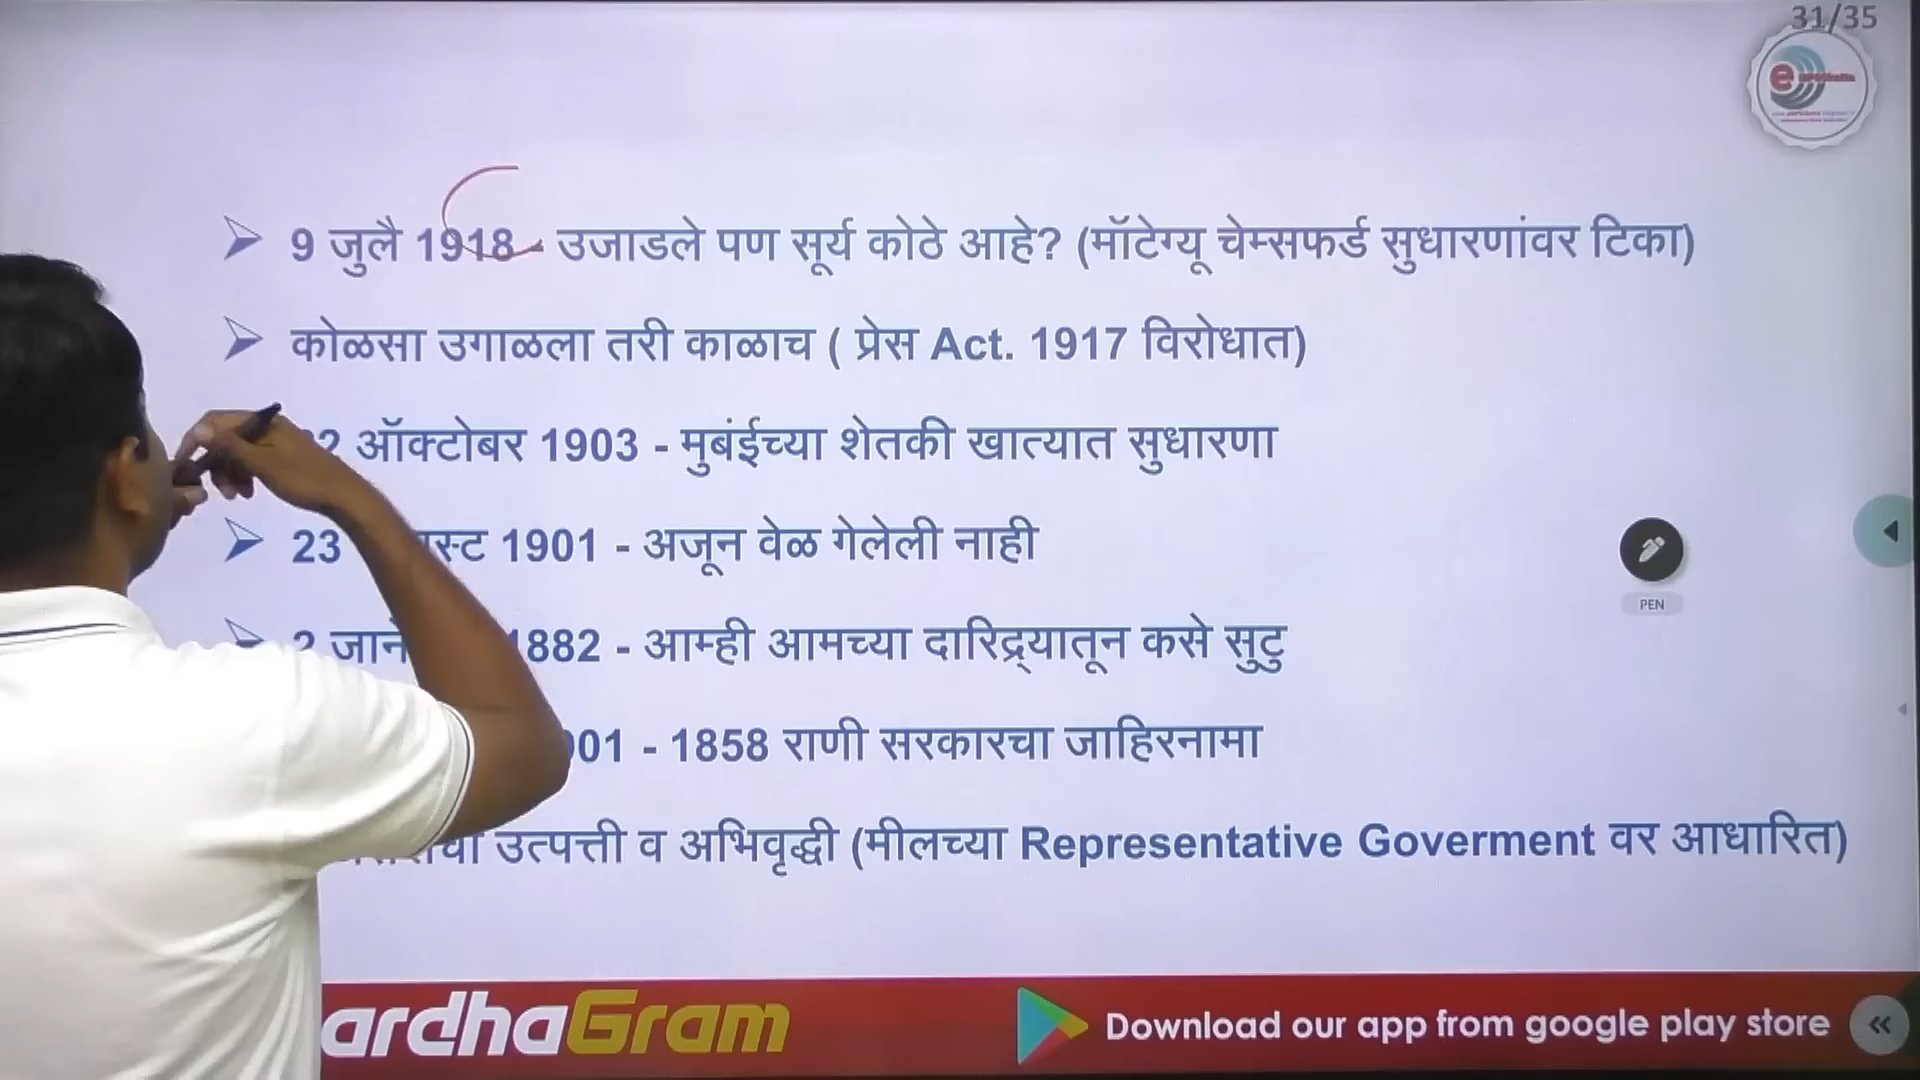 31/35
9 जुलै 1918 - उजाडले पण सूर्य कोठे आहे? (मॉटेग्यू चेम्सफर्ड सुधारणांवर टिका)
कोळसा उगाळला तरी काळाच ( प्रेस Act. 1917 विरोधात)
ऑक्टोबर 1903 - मुबंईच्या शेतकी खात्यात सुधारणा
23 1901 - अजून वेळ गेलेली नाही
2 882 - आम्ही आमच्या दारिद्र्यातून कसे सुटु
01 - 1858 राणी सरकारचा जाहिरनामा
उत्पत्ती व अभिवृद्धी (मीलच्या Representative Goverment वर आधारित)
PEN
ardhaGram
Download our app from google play store